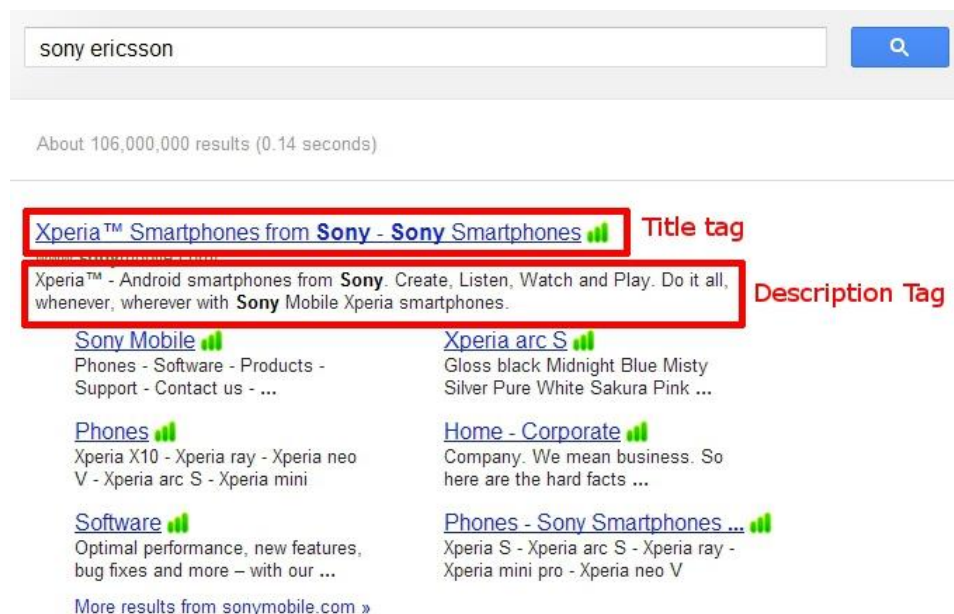 sony ericsson
About 106,000,000 results (0.14 seconds)
Xperia™ Smartphones from Sony - Sony Smartphones
Title tag
Xperia™ - Android smartphones from Sony. Create, Listen, Watch and Play. Do it all,
whenever, wherever with Sony Mobile Xperia smartphones.
Description Tag
Sony Mobile
Phones - Software - Products -
Support - Contact us - ...
Xperia arc S
Gloss black Midnight Blue Misty
Silver Pure White Sakura Pink ...
Phones
Xperia X10 - Xperia ray - Xperia neo
V - Xperia arc S - Xperia mini
Home - Corporate
Company. We mean business. So
here are the hard facts ...
Software
Optimal performance, new features,
bug fixes and more – with our ...
Phones - Sony Smartphones ...
Xperia S - Xperia arc S - Xperia ray -
Xperia mini pro - Xperia neo V
More results from sonymobile.com »